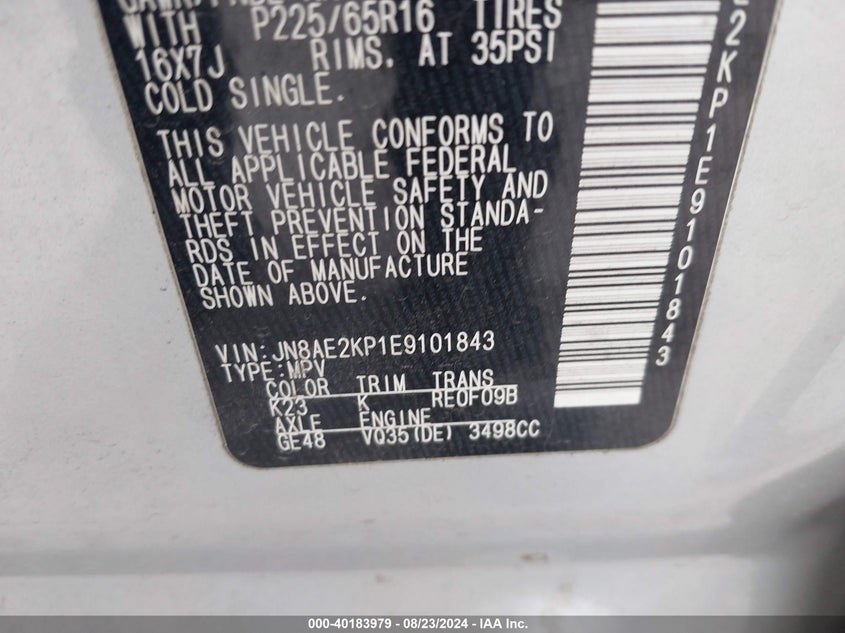 WITH P225/65R16 TIRES
16X7J RIMS, AT 35PSI
COLD SINGLE.
THIS VEHICLE CONFORMS TO
ALL APPLICABLE FEDERAL
MOTOR VEHICLE SAFETY AND
THEFT PREVENTION STANDA-
RDS IN EFFECT ON THE
DATE OF MANUFACTURE
SHOWN ABOVE.
VIN:JN8AE2KP1E9101843
TYPE:MPV
COLOR TRIM TRANS
K23 K RE0F09B
AXLE ENGINE
GE48 VQ35(DE) 3498CC
2KP1E9101843
000-40183979 - 08/23/2024 - IAA Inc.